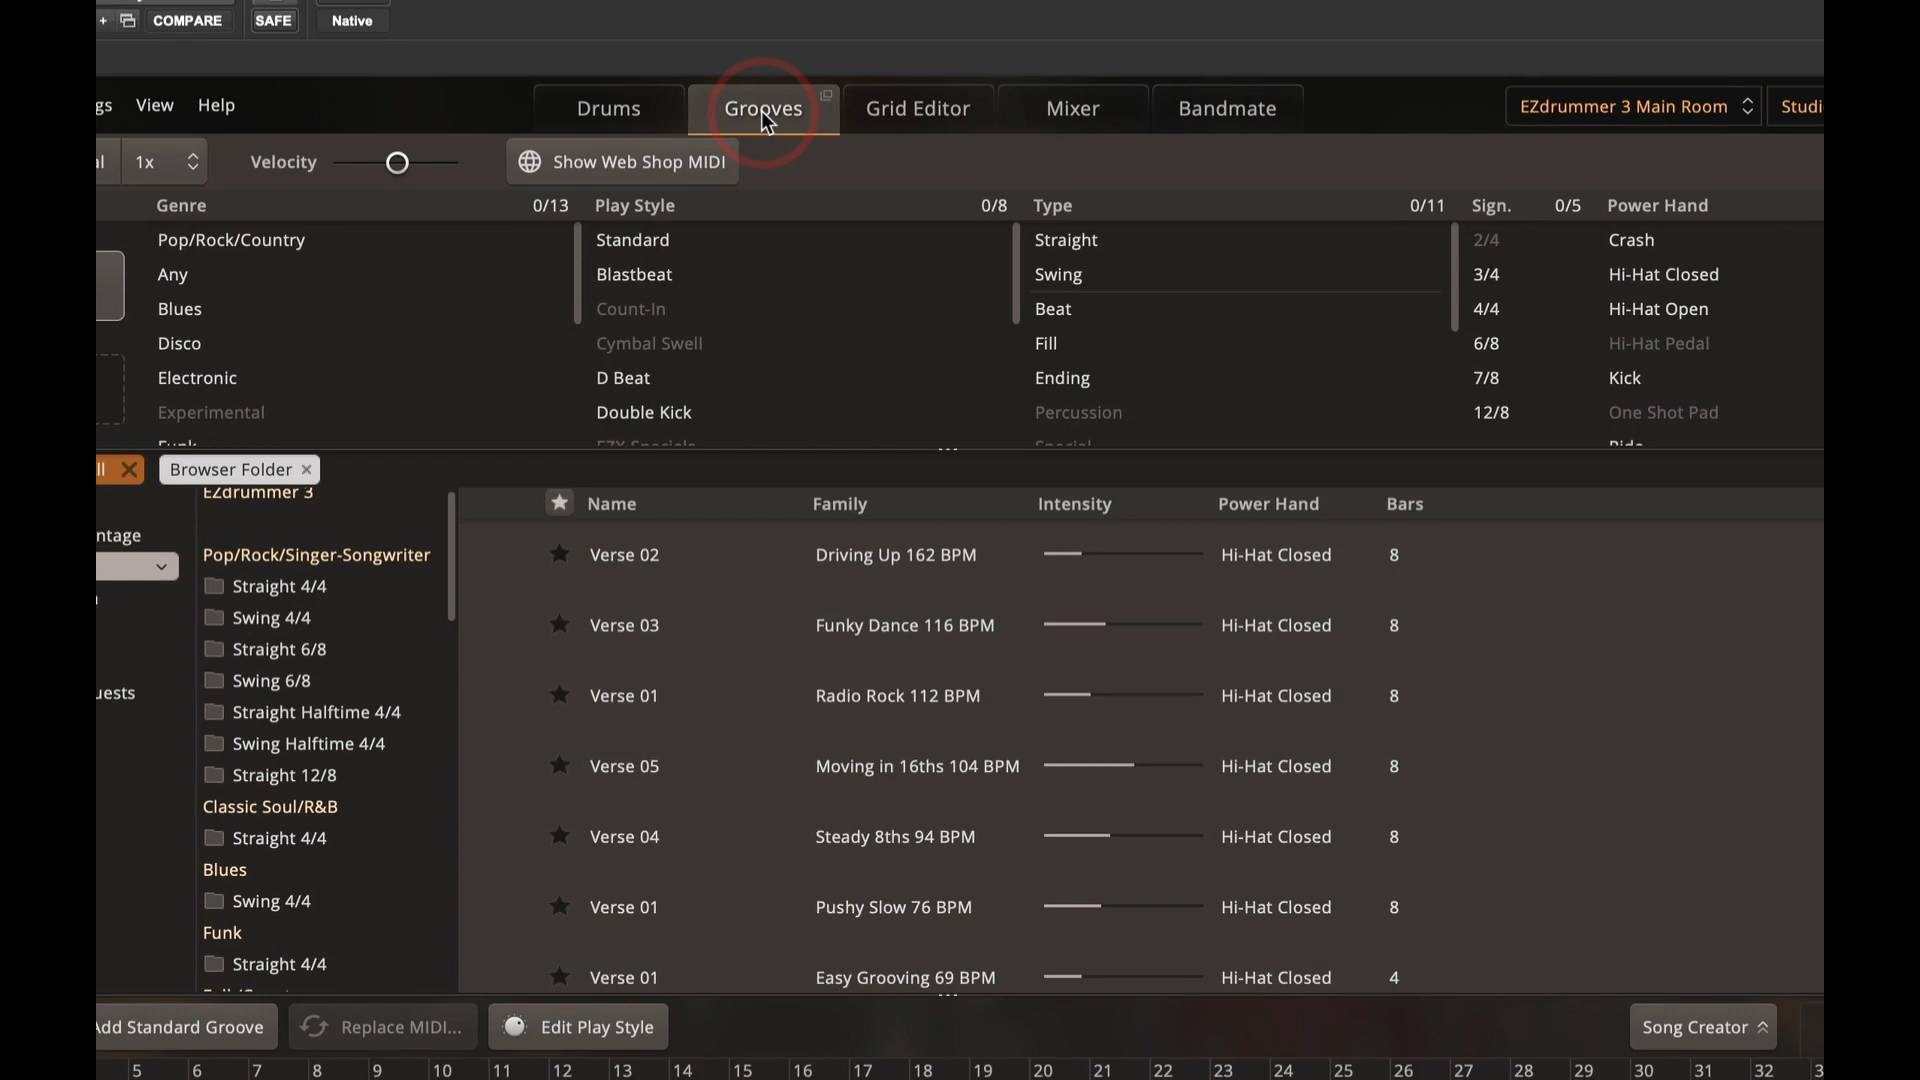 + COMPARE SAFE Native
gs View Help Drums Grooves Grid Editor Mixer Bandmate EZdrummer 3 Main Room Studi
al 1x Velocity Show Web Shop MIDI
Genre 0/13 Play Style 0/8 Type 0/11 Sign. 0/5 Power Hand
Pop/Rock/Country Standard Straight 2/4 Crash
Any Blastbeat Swing 3/4 Hi-Hat Closed
Blues Count-In Beat 4/4 Hi-Hat Open
Disco Cymbal Swell Fill 6/8 Hi-Hat Pedal
Electronic D Beat Ending 7/8 Kick
Experimental Double Kick Percussion 12/8 One Shot Pad
Funk EZX Specials Special Ride
ll Browser Folder
EZdrummer 3
Name Family Intensity Power Hand Bars
ntage
Pop/Rock/Singer-Songwriter
Straight 4/4
Swing 4/4
Straight 6/8
Swing 6/8
uests
Straight Halftime 4/4
Swing Halftime 4/4
Straight 12/8
Classic Soul/R&B
Straight 4/4
Blues
Swing 4/4
Funk
Straight 4/4
Verse 02 Driving Up 162 BPM Hi-Hat Closed 8
Verse 03 Funky Dance 116 BPM Hi-Hat Closed 8
Verse 01 Radio Rock 112 BPM Hi-Hat Closed 8
Verse 05 Moving in 16ths 104 BPM Hi-Hat Closed 8
Verse 04 Steady 8ths 94 BPM Hi-Hat Closed 8
Verse 01 Pushy Slow 76 BPM Hi-Hat Closed 8
Verse 01 Easy Grooving 69 BPM Hi-Hat Closed 4
Add Standard Groove Replace MIDI... Edit Play Style Song Creator
5 6 7 8 9 10 11 12 13 14 15 16 17 18 19 20 21 22 23 24 25 26 27 28 29 30 31 32 3